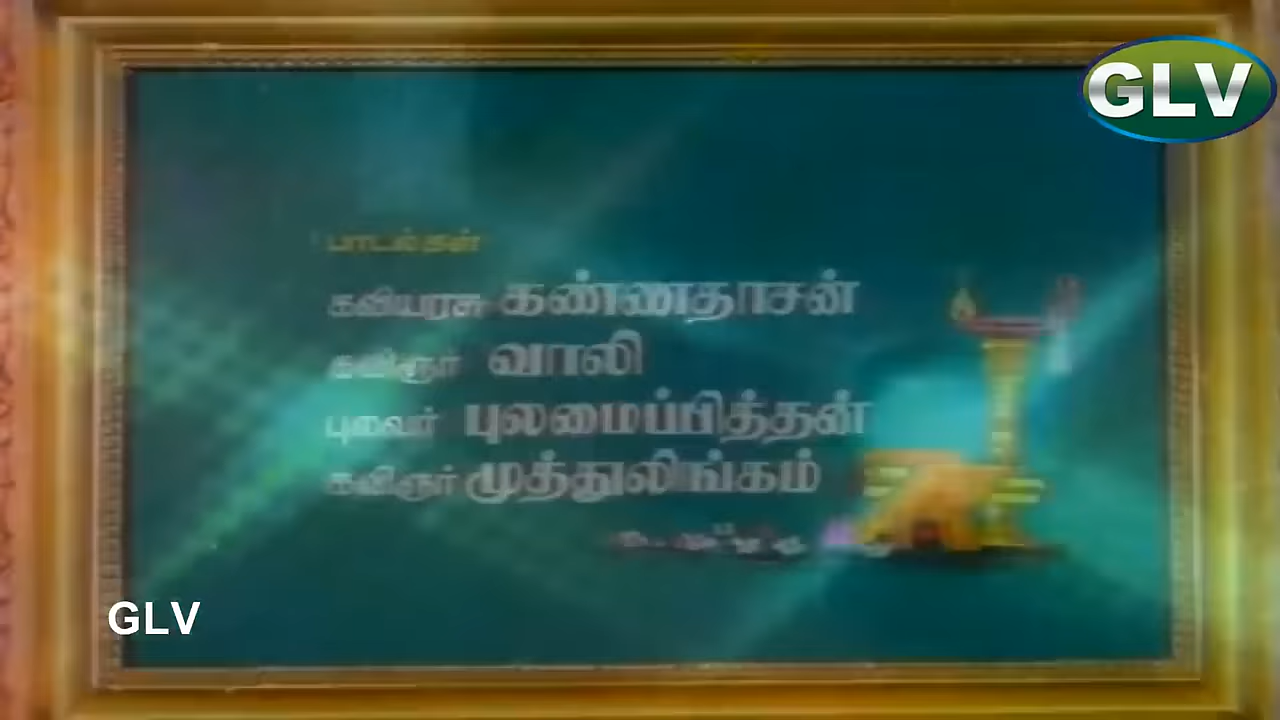 GLV
பாடல்கள்
கவியரசு கண்ணதாசன்
கவிஞர் வாலி
புலவர் புலமைப்பித்தன்
கவிஞர் முத்துலிங்கம்
GLV